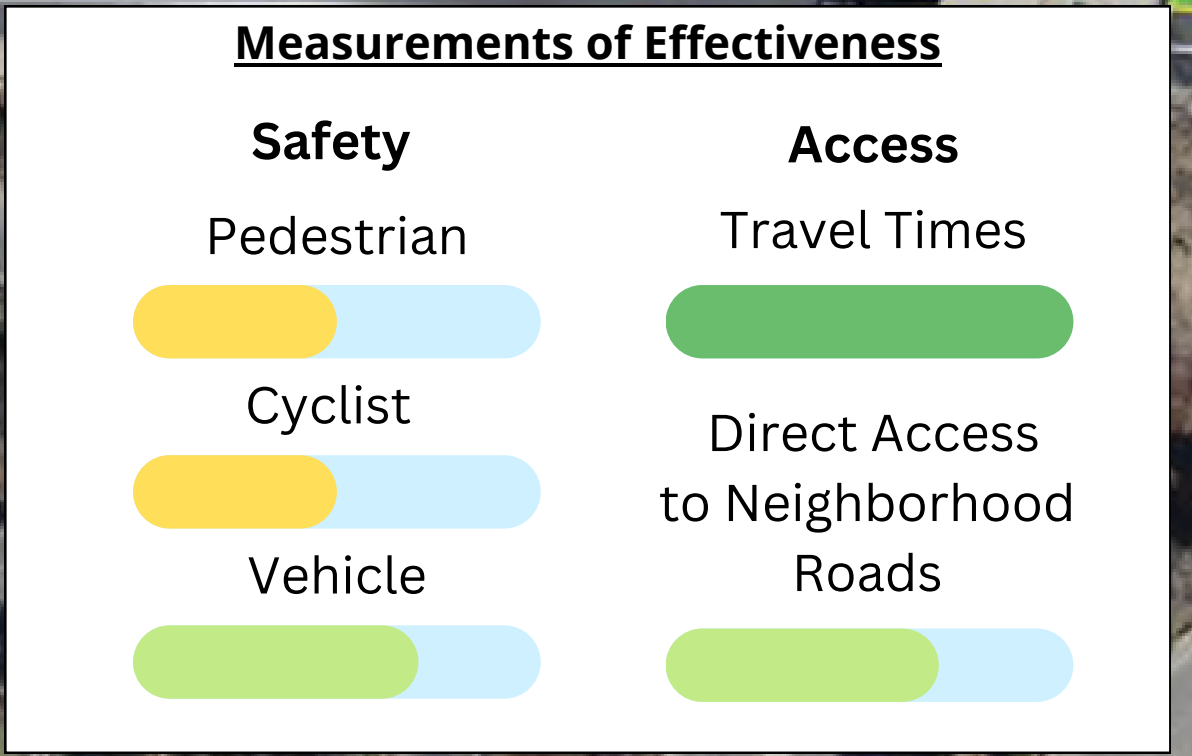 Measurements of Effectiveness
Safety
Pedestrian
Cyclist
Vehicle
Access
Travel Times
Direct Access
to Neighborhood
Roads